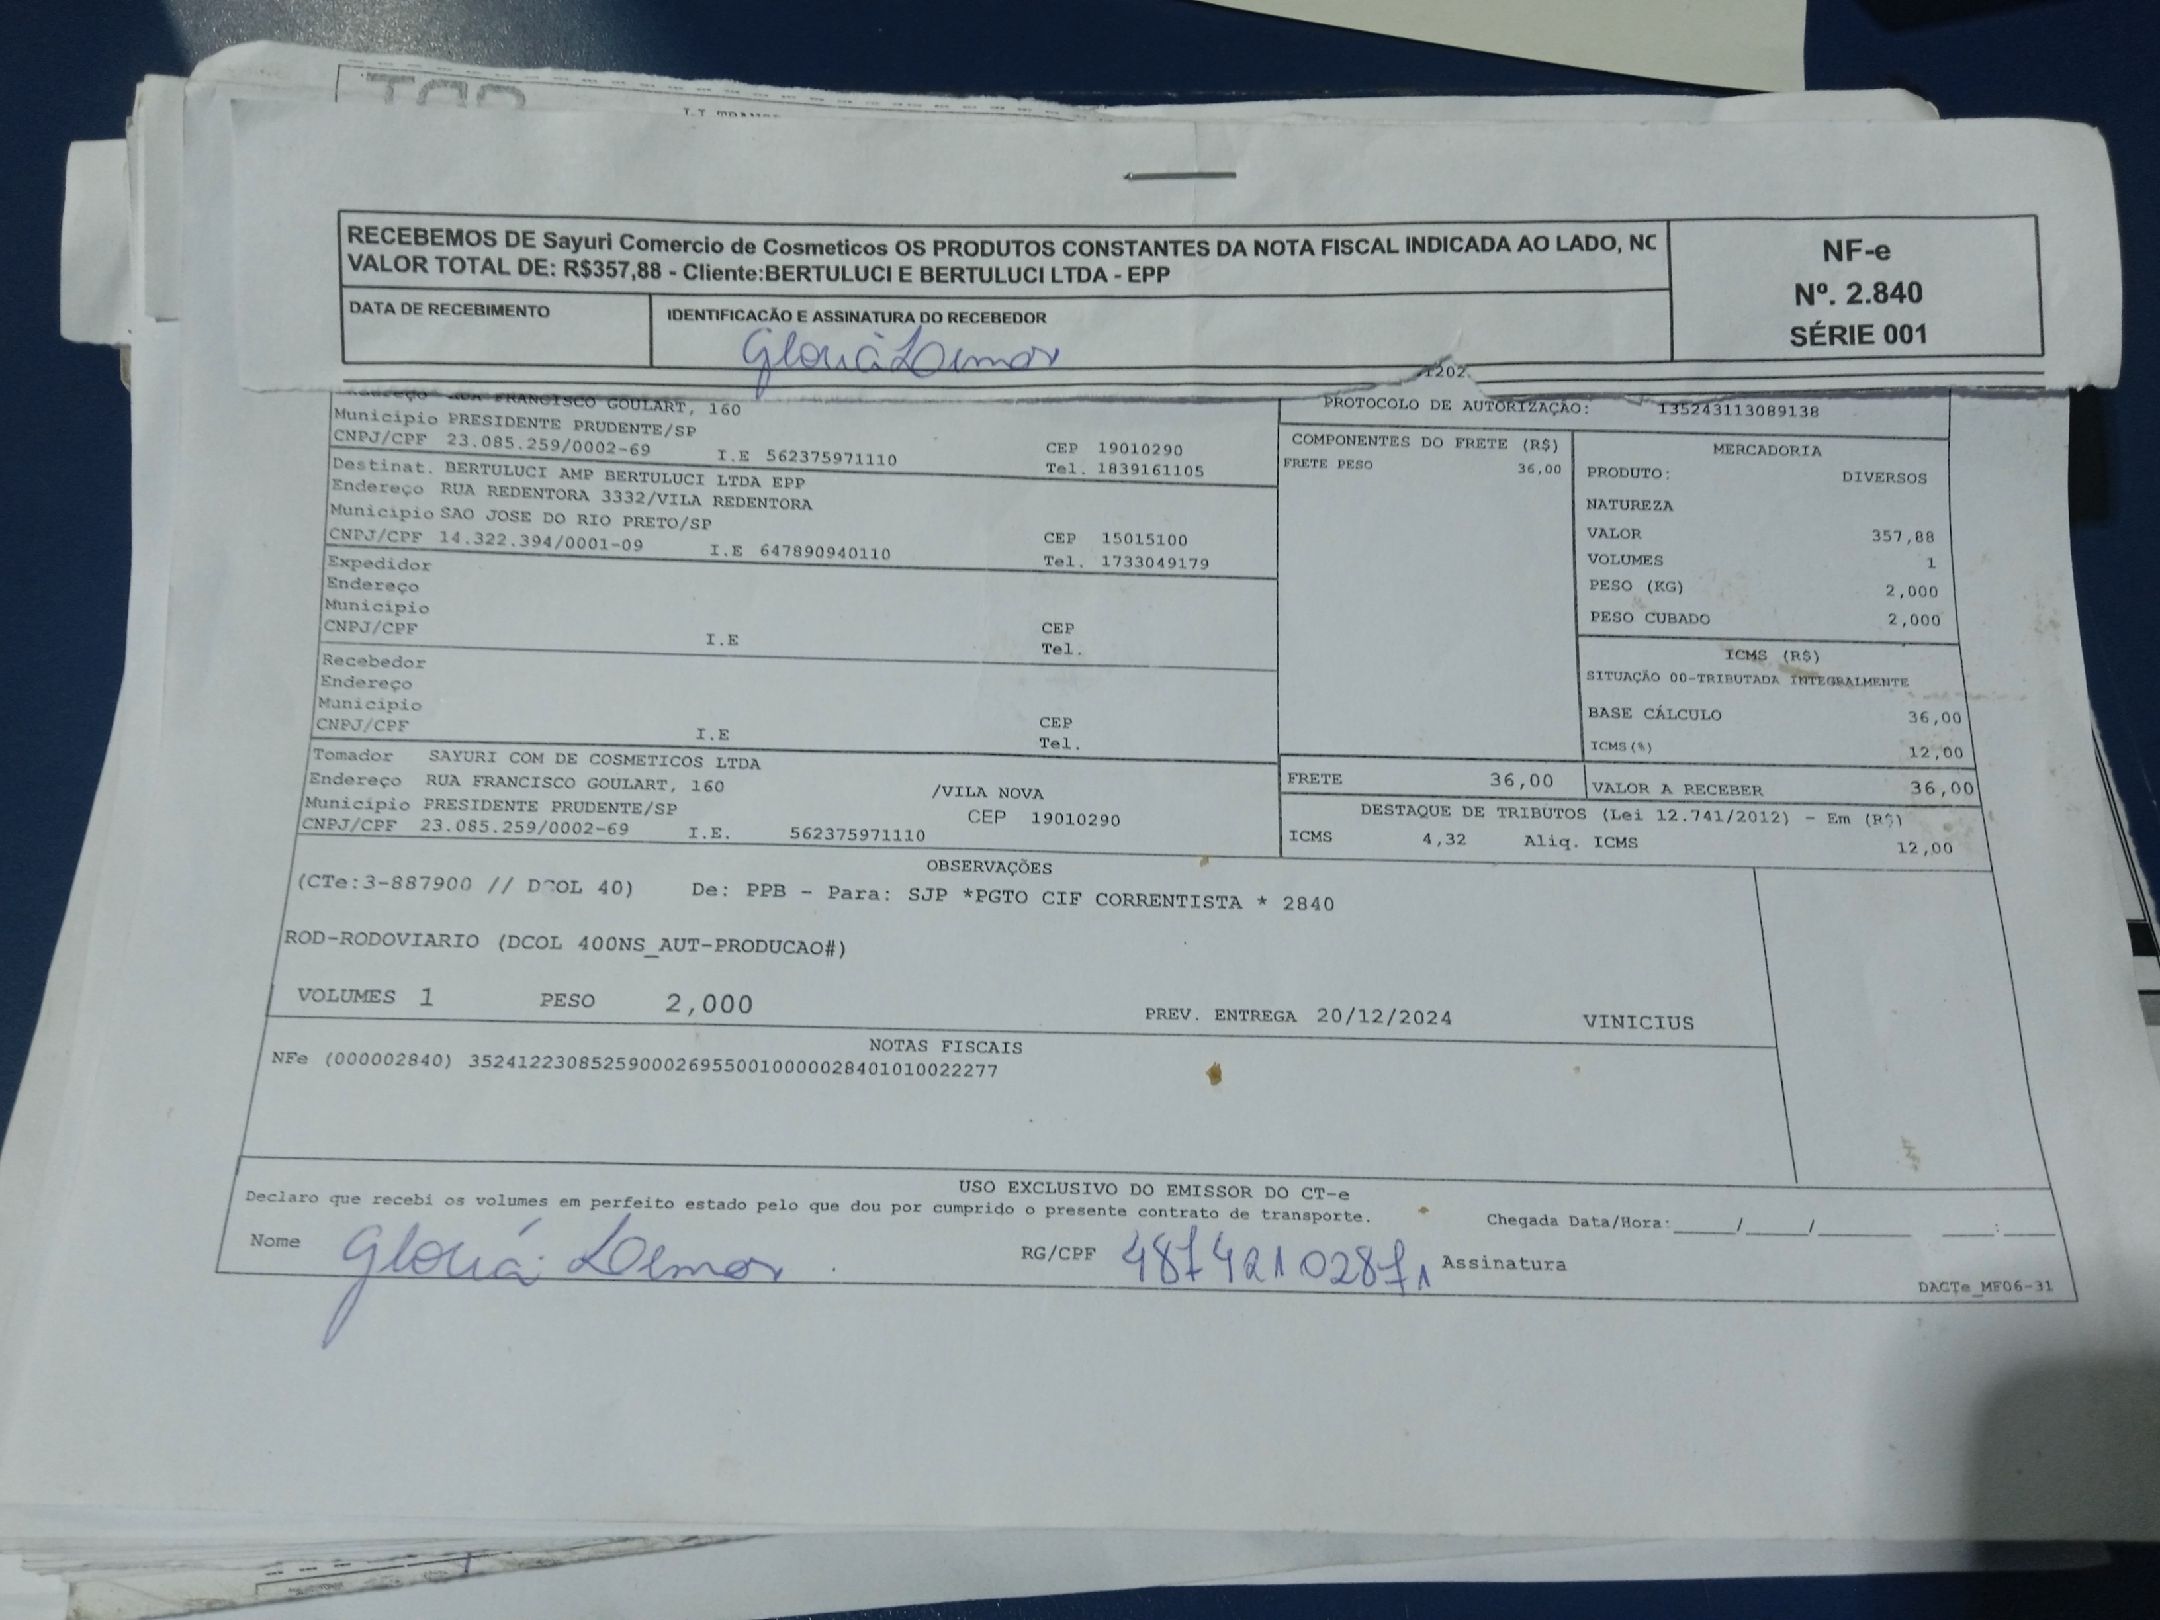 RECEBEMOS DE Sayuri Comercio de Cosmeticos OS PRODUTOS CONSTANTES DA NOTA FISCAL INDICADA AO LADO, NO
VALOR TOTAL DE: R$357,88 - Cliente:BERTULUCI E BERTULUCI LTDA - EPP
DATA DE RECEBIMENTO
IDENTIFICACÃO E ASSINATURA DO RECEBEDOR
NF-e
Nº. 2.840
SÉRIE 001
FRANCISCO GOULART, 160
Municipio PRESIDENTE PRUDENTE/SP
CNPJ/CPF 23.085.259/0002-69 I.E 562375971110
CEP 19010290
Tel. 1839161105
Destinat. BERTULUCI AMP BERTULUCI LTDA EPP
Endereço RUA REDENTORA 3332/VILA REDENTORA
Municipio SAO JOSE DO RIO PRETO/SP
CNPJ/CPF 14.322.394/0001-09 I.E 647890940110
CEP 15015100
Tel. 1733049179
Expedidor
Endereço
Municipio
CNPJ/CPF I.E
CEP
Tel.
Recebedor
Endereço
Municipio
CNPJ/CPF I.E
CEP
Tel.
Tomador SAYURI COM DE COSMETICOS LTDA
Endereço RUA FRANCISCO GOULART, 160 /VILA NOVA
Municipio PRESIDENTE PRUDENTE/SP CEP 19010290
CNPJ/CPF 23.085.259/0002-69 I.E. 562375971110
PROTOCOLO DE AUTORIZAÇÃO: 135243113089138
COMPONENTES DO FRETE (R$)
FRETE PESO 36,00
MERCADORIA
PRODUTO: DIVERSOS
NATUREZA
VALOR 357,88
VOLUMES 1
PESO (KG) 2,000
PESO CUBADO 2,000
ICMS (R$)
SITUAÇÃO 00-TRIBUTADA INTEGRALMENTE
BASE CÁLCULO 36,00
ICMS(%) 12,00
FRETE 36,00
VALOR A RECEBER 36,00
DESTAQUE DE TRIBUTOS (Lei 12.741/2012) - Em (R$)
ICMS 4,32 Aliq. ICMS 12,00
OBSERVAÇÕES
(CTe:3-887900 // DCOL 40) De: PPB - Para: SJP *PGTO CIF CORRENTISTA * 2840
ROD-RODOVIARIO (DCOL 400NS_AUT-PRODUCAO#)
VOLUMES 1 PESO 2,000 PREV. ENTREGA 20/12/2024 VINICIUS
NOTAS FISCAIS
NFe (000002840) 35241223085259000269550010000028401010022277
USO EXCLUSIVO DO EMISSOR DO CT-e
Declaro que recebi os volumes em perfeito estado pelo que dou por cumprido o presente contrato de transporte.
Chegada Data/Hora:_____/_____/_______ ____:____
Nome Gloria Lemos RG/CPF Assinatura
DACTe_MF06-31